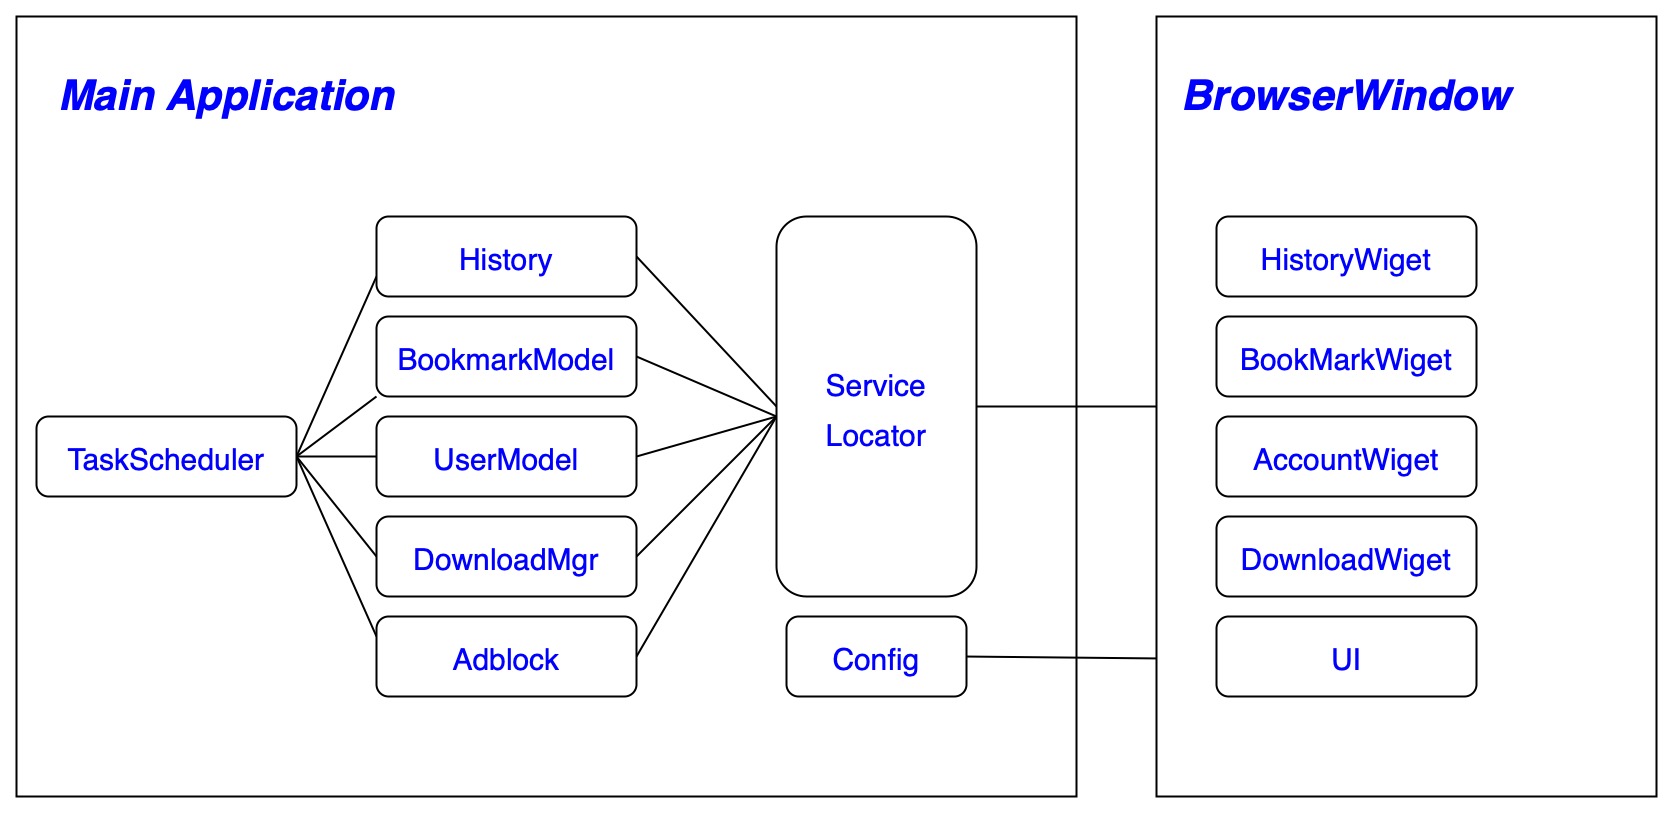 Main Application
BrowserWindow
History
HistoryWiget
BookmarkModel
BookMarkWiget
Service
Locator
TaskScheduler
UserModel
AccountWiget
DownloadMgr
DownloadWiget
Adblock
Config
UI